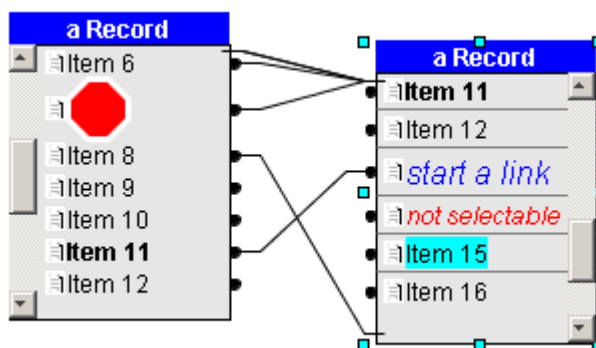 a Record
Item 6
Item 8
Item 9
Item 10
Item 11
Item 12
a Record
Item 11
Item 12
start a link
not selectable
Item 15
Item 16